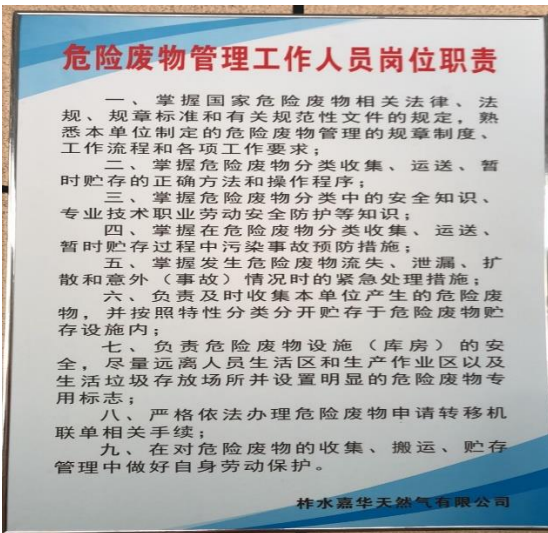 危险废物管理工作人员岗位职责
一、掌握国家危险废物相关法律、法
规、规章标准和有关规范性文件的规定，熟
悉本单位制定的危险废物管理的规章制度、
工作流程和各项工作要求；
二、掌握危险废物分类收集、运送、暂
时贮存的正确方法和操作程序；
三、掌握危险废物分类中的安全知识、
专业技术职业劳动安全防护等知识；
四、掌握在危险废物分类收集、运送、
暂时贮存过程中污染事故预防措施；
五、掌握发生危险废物流失、泄漏、扩
散和意外（事故）情况时的紧急处理措施；
六、负责及时收集本单位产生的危险废
物，并按照特性分类分开贮存于危险废物贮
存设施内；
七、负责危险废物设施（库房）的安
全，尽量远离人员生活区和生产作业区以及
生活垃圾存放场所并设置明显的危险废物专
用标志；
八、严格依法办理危险废物申请转移机
联单相关手续；
九、在对危险废物的收集、搬运、贮存
管理中做好自身劳动保护。
柞水嘉华天然气有限公司